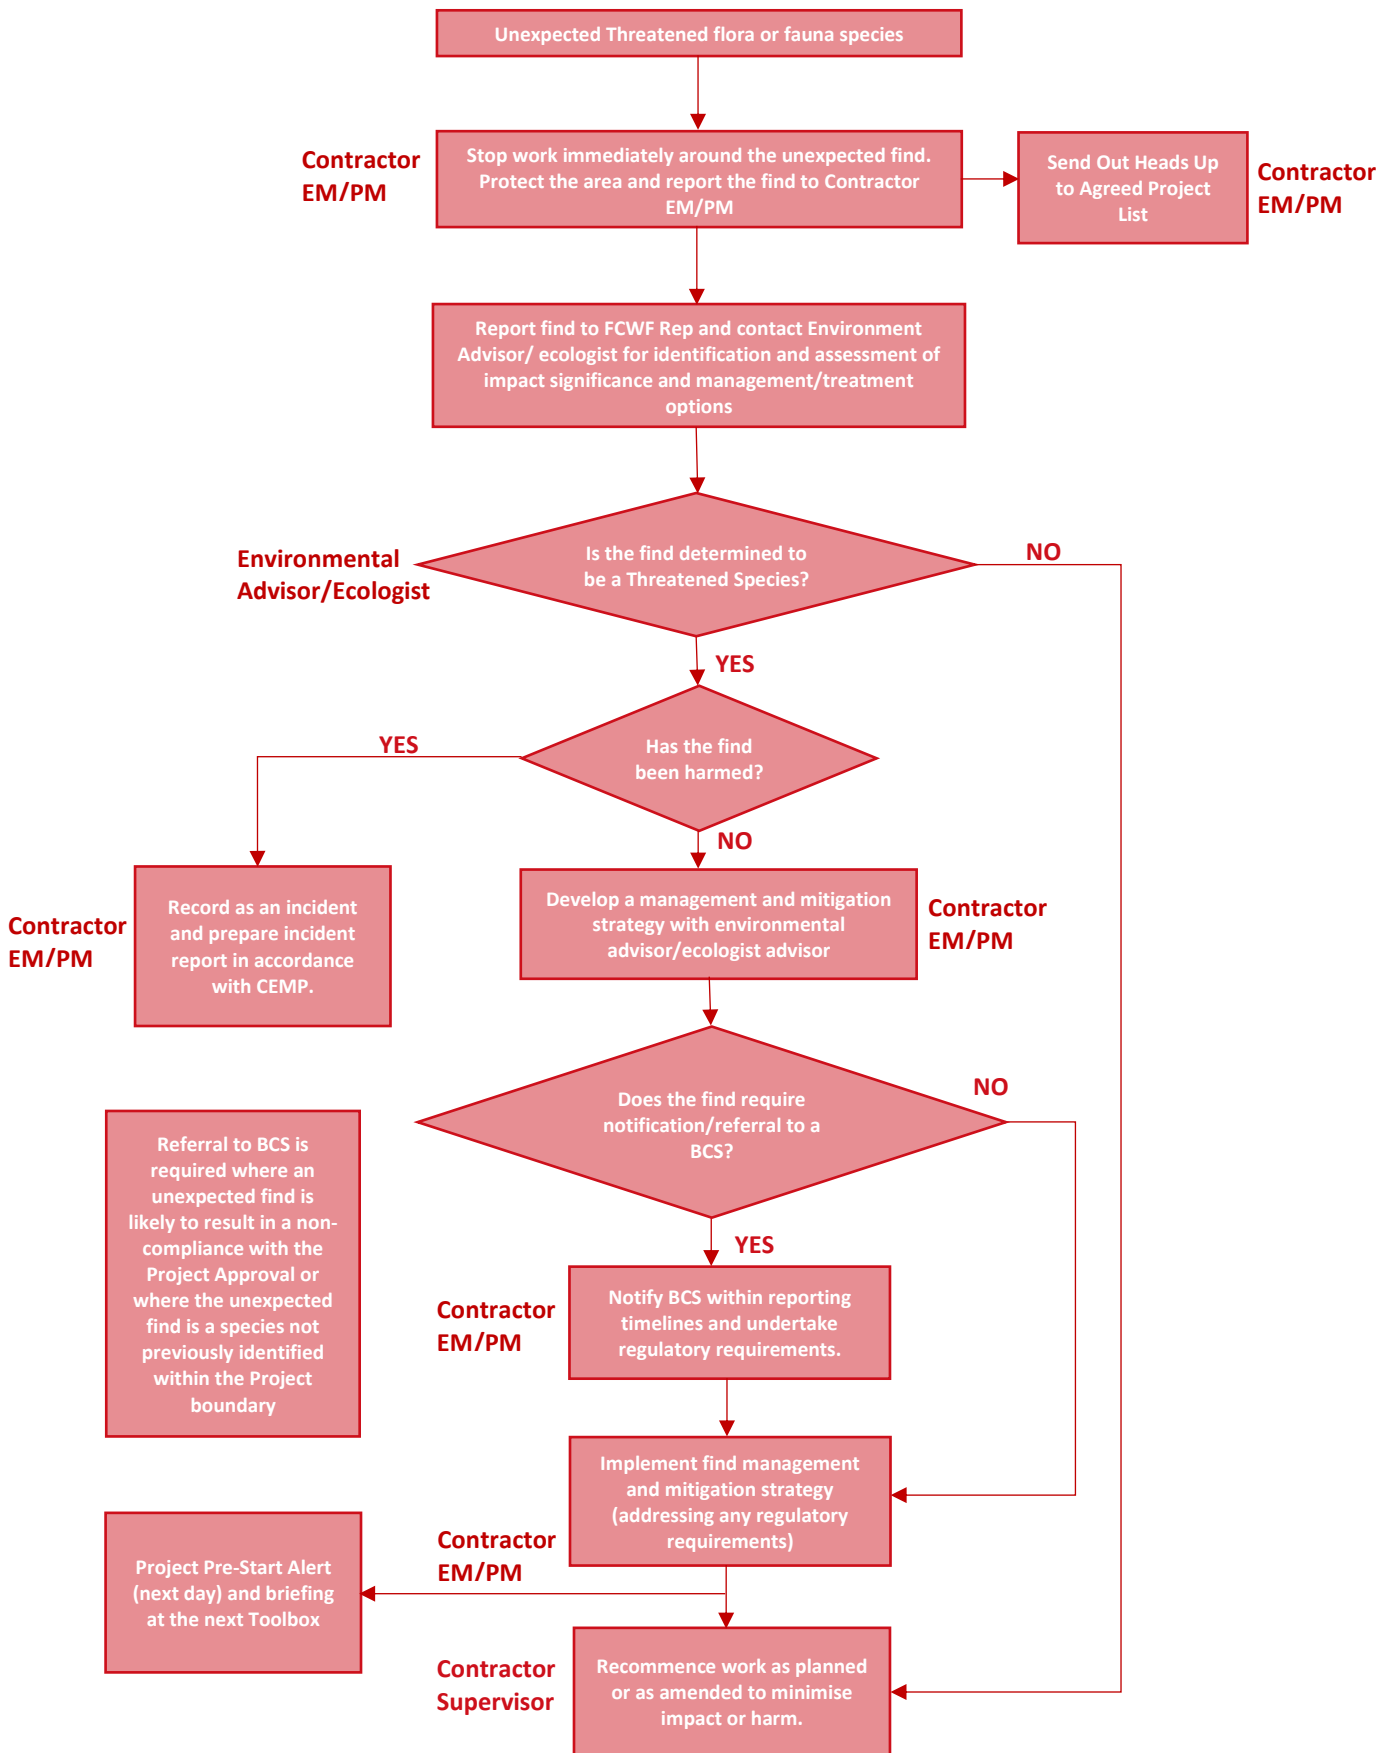 Unexpected Threatened flora or fauna species
Contractor
EM/PM
Stop work immediately around the unexpected find.
Protect the area and report the find to Contractor
EM/PM
Send Out Heads Up
to Agreed Project
List
Contractor
EM/PM
Report find to FCWF Rep and contact Environment
Advisor/ ecologist for identification and assessment of
impact significance and management/treatment
options
Environmental
Advisor/Ecologist
Is the find determined to
be a Threatened Species?
NO
YES
Has the find
been harmed?
YES
NO
Contractor
EM/PM
Record as an incident
and prepare incident
report in accordance
with CEMP.
Develop a management and mitigation
strategy with environmental
advisor/ecologist advisor
Contractor
EM/PM
Does the find require
notification/referral to a
BCS?
NO
YES
Referral to BCS is
required where an
unexpected find is
likely to result in a non-
compliance with the
Project Approval or
where the unexpected
find is a species not
previously identified
within the Project
boundary
Contractor
EM/PM
Notify BCS within reporting
timelines and undertake
regulatory requirements.
Implement find management
and mitigation strategy
(addressing any regulatory
requirements)
Contractor
EM/PM
Project Pre-Start Alert
(next day) and briefing
at the next Toolbox
Contractor
Supervisor
Recommence work as planned
or as amended to minimise
impact or harm.